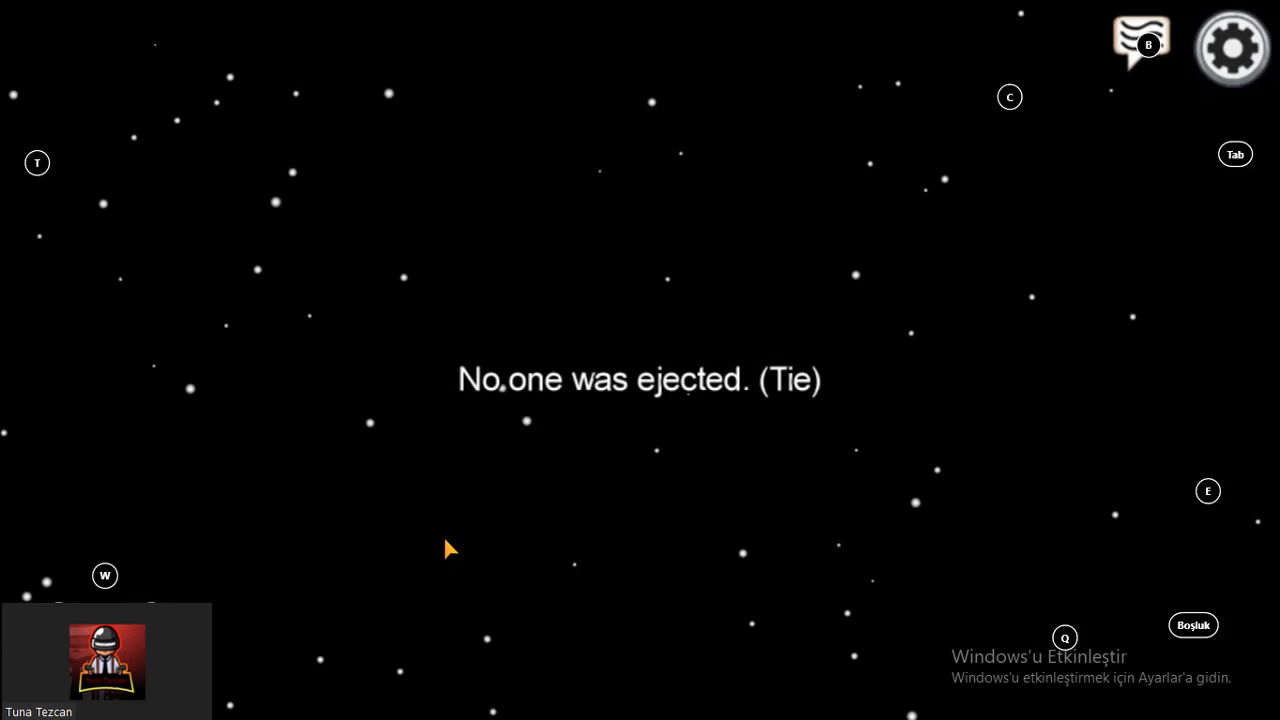 B
C
T
Tab
No one was ejected. (Tie)
E
W
Boşluk
Q
Windows'u Etkinleştir
Windows'u etkinleştirmek için Ayarlar'a gidin.
Tuna Tezcan